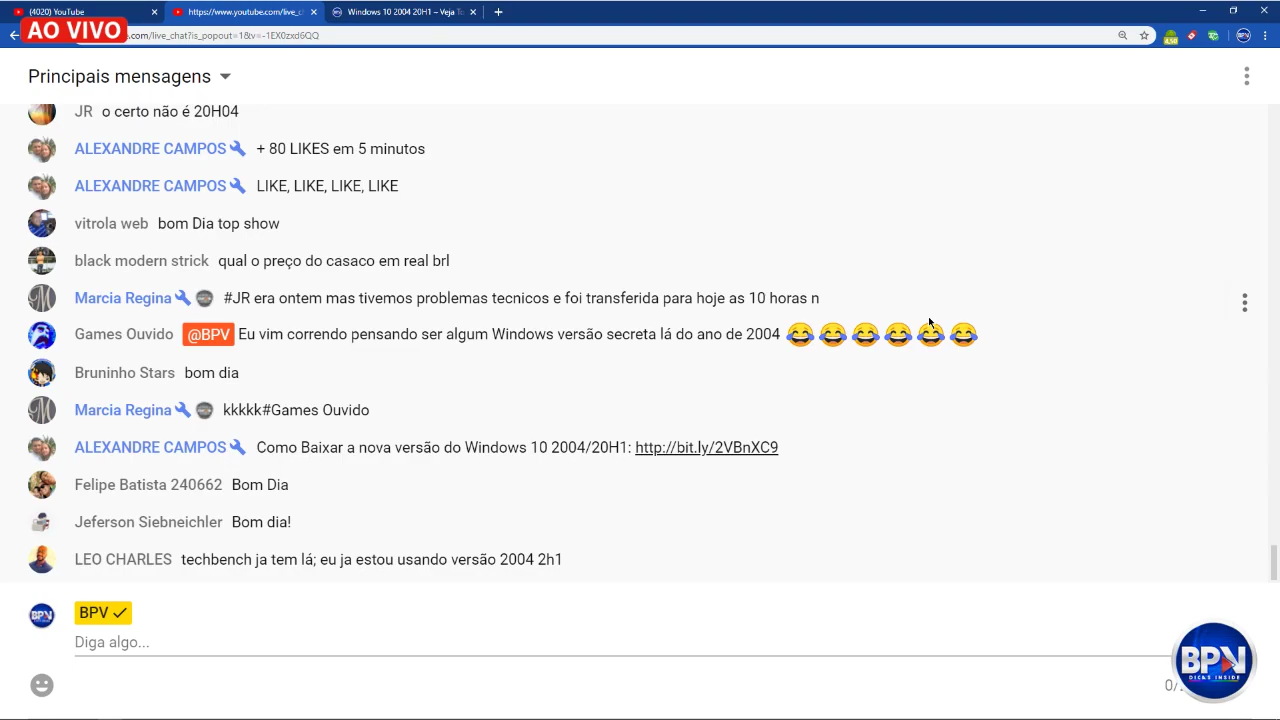 (4020) YouTube
https://www.youtube.com/live_c
Windows 10 2004 20H1 – Veja
AO VIVO
.com/live_chat?is_popout=1&v=-1EX0zxd6QQ
4,50
BPV
Principais mensagens
JR o certo não é 20H04
ALEXANDRE CAMPOS + 80 LIKES em 5 minutos
ALEXANDRE CAMPOS LIKE, LIKE, LIKE, LIKE
vitrola web bom Dia top show
black modern strick qual o preço do casaco em real brl
Marcia Regina #JR era ontem mas tivemos problemas tecnicos e foi transferida para hoje as 10 horas n
Games Ouvido @BPV Eu vim correndo pensando ser algum Windows versão secreta lá do ano de 2004 😂😂😂😂😂😂
Bruninho Stars bom dia
Marcia Regina kkkkk#Games Ouvido
ALEXANDRE CAMPOS Como Baixar a nova versão do Windows 10 2004/20H1: http://bit.ly/2VBnXC9
Felipe Batista 240662 Bom Dia
Jeferson Siebneichler Bom dia!
LEO CHARLES techbench ja tem lá; eu ja estou usando versão 2004 2h1
BPV
BPV ✓
Diga algo...
0/
BPV
DICAS INSIDE